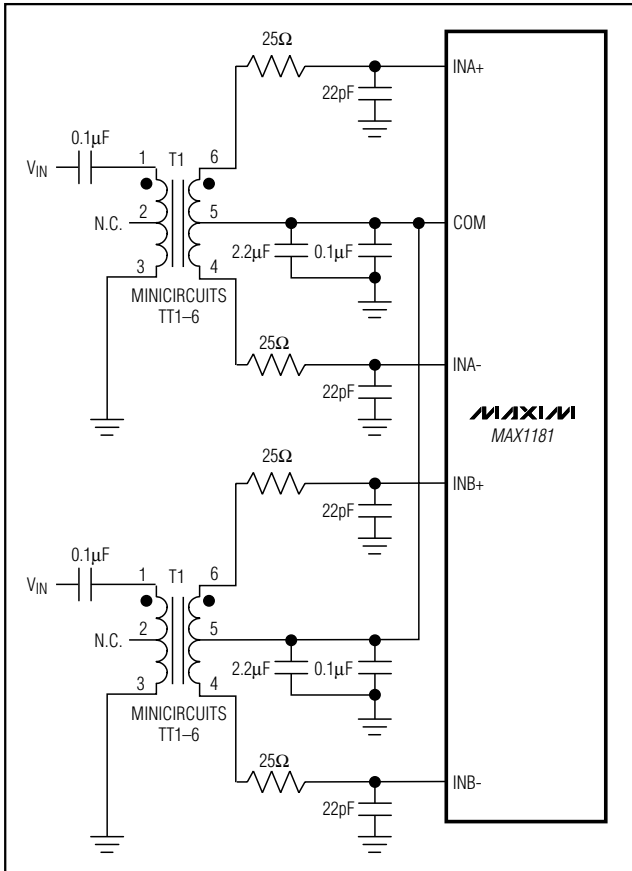 25Ω
INA+
22pF
0.1µF
VIN
1
T1
6
N.C.
2
5
COM
2.2µF
0.1µF
3
4
MINICIRCUITS
TT1–6
25Ω
INA-
22pF
MAXIM
MAX1181
25Ω
INB+
22pF
0.1µF
VIN
1
T1
6
N.C.
2
5
2.2µF
0.1µF
3
4
MINICIRCUITS
TT1–6
25Ω
INB-
22pF